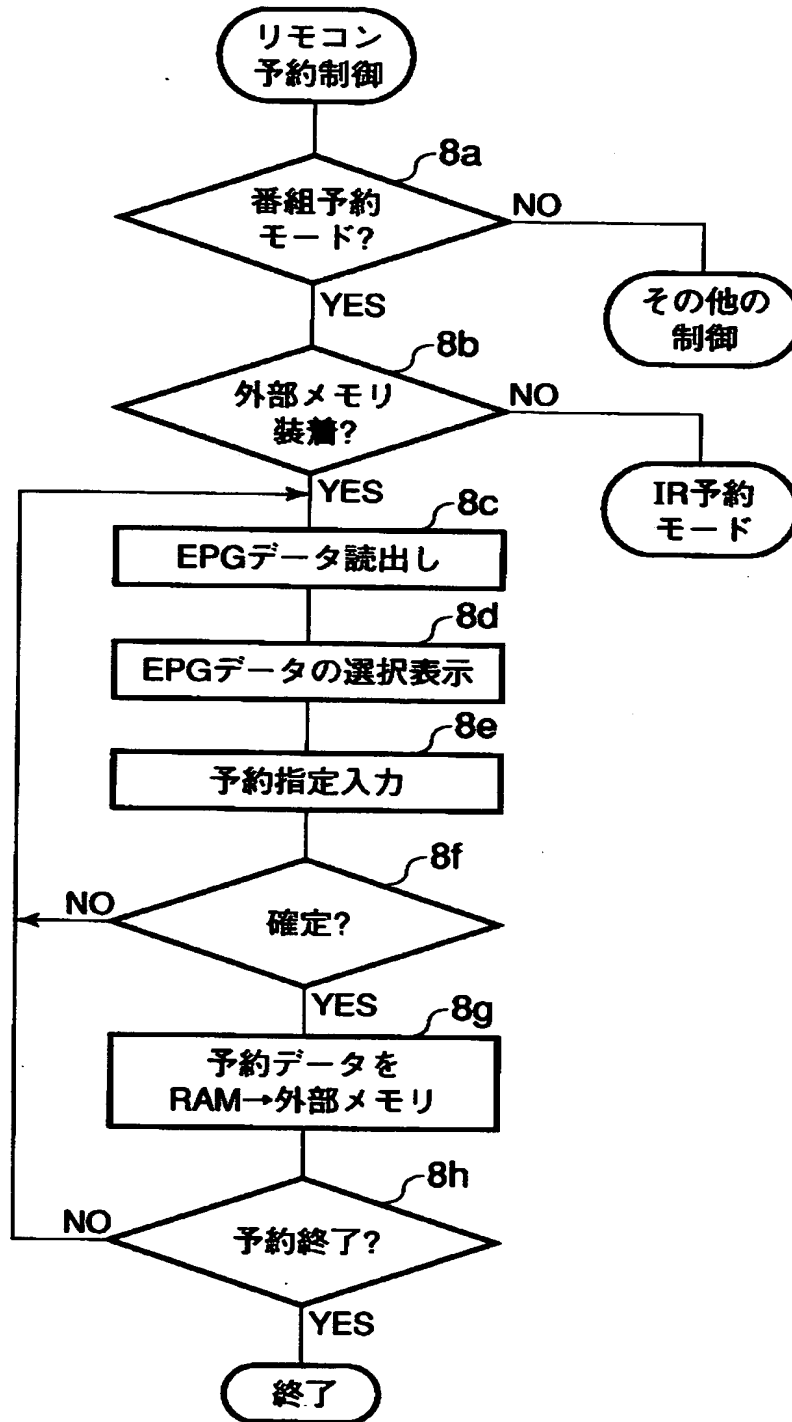 リモコン
予約制御
8a
番組予約
モード?
NO
YES
その他の
制御
8b
外部メモリ
装着?
NO
YES
IR予約
モード
8c
EPGデータ読出し
8d
EPGデータの選択表示
8e
予約指定入力
8f
確定?
NO
YES
8g
予約データを
RAM→外部メモリ
8h
予約終了?
NO
YES
終了